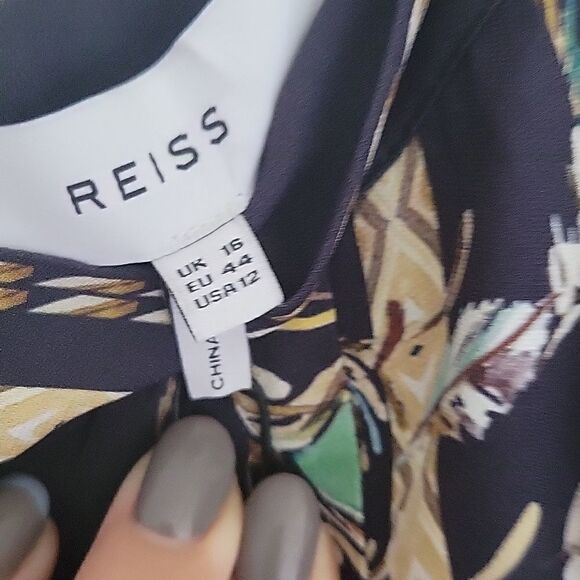 REISS
UK 16
EU 44
USA 12
CHINA